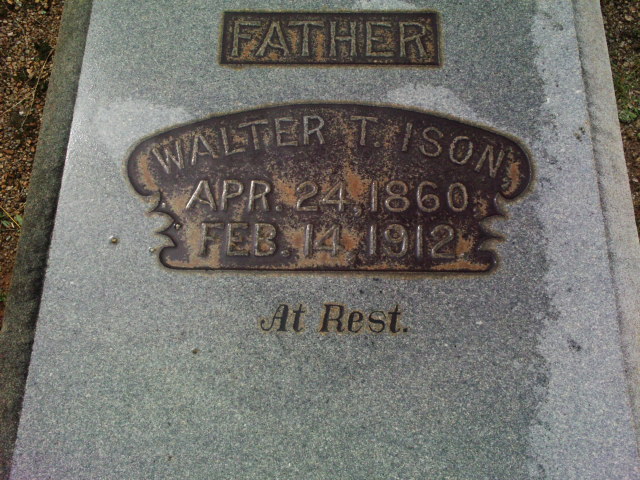 FATHER
WALTER T. ISON
APR. 24, 1860
FEB. 14, 1912
At Rest.